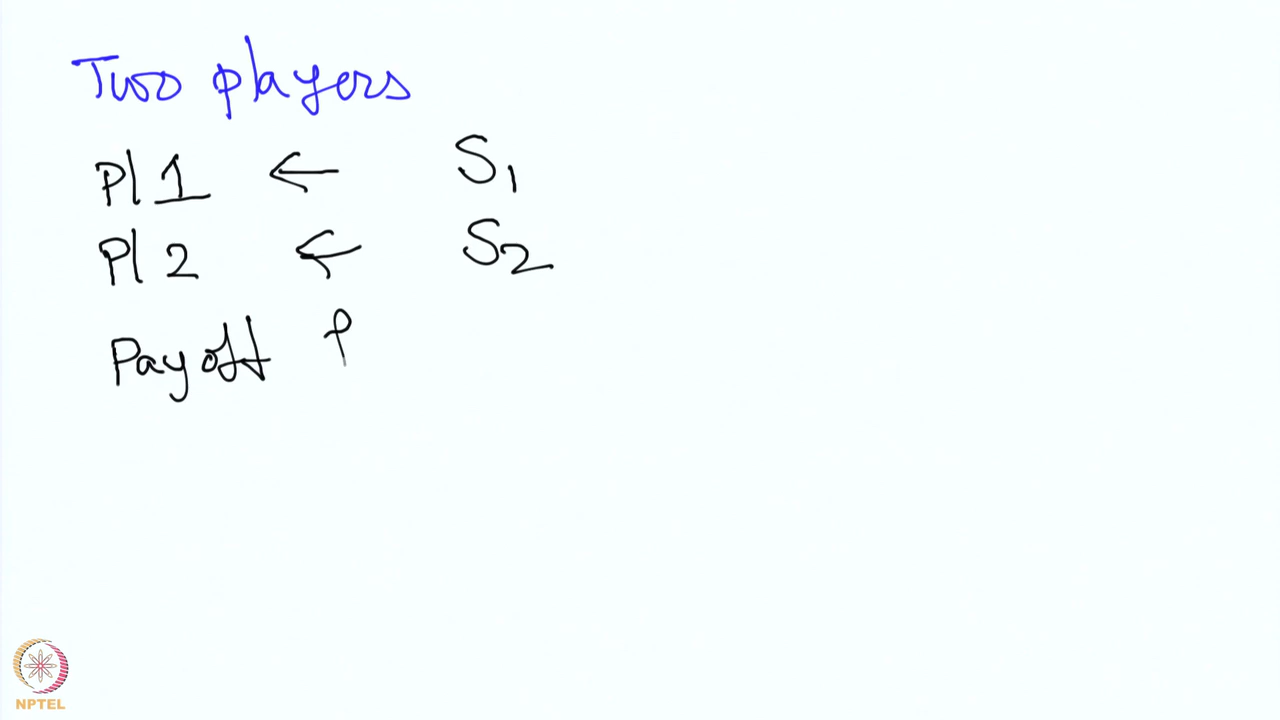 Two players
Pl 1 ← S₁
Pl 2 ← S₂
Payoff
NPTEL